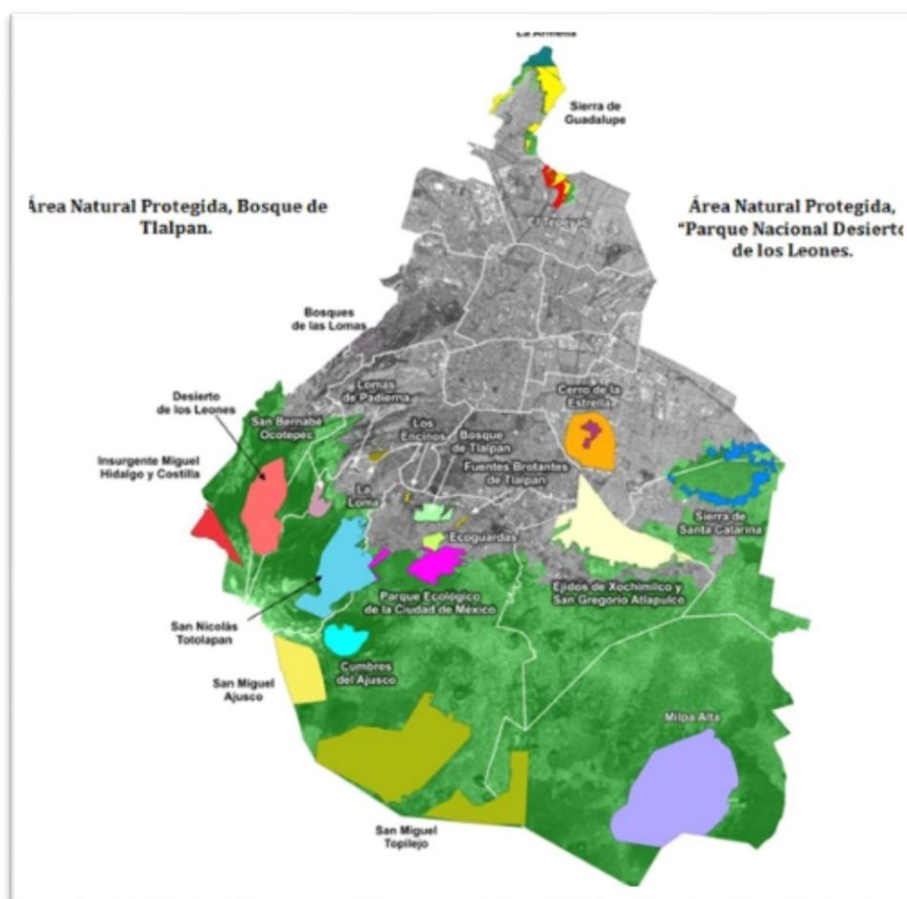 La Armella
Sierra de
Guadalupe
El Tepeyac
Área Natural Protegida, Bosque de
Tlalpan.
Área Natural Protegida,
“Parque Nacional Desierto
de los Leones.
Bosques
de las Lomas
Desierto
de los Leones
Lomas
de Padierna
Cerro de la
Estrella
San Bernabé
Ocotepec
Los
Encinos
Bosque
de Tlalpan
Insurgente Miguel
Hidalgo y Costilla
Fuentes Brotantes
de Tlalpan
La
Loma
Sierra de
Santa Catarina
Ecoguardas
Parque Ecológico
de la Ciudad de México
Ejidos de Xochimilco y
San Gregorio Atlapulco
San Nicolás
Totolapan
Cumbres
del Ajusco
San Miguel
Ajusco
Milpa Alta
San Miguel
Topilejo